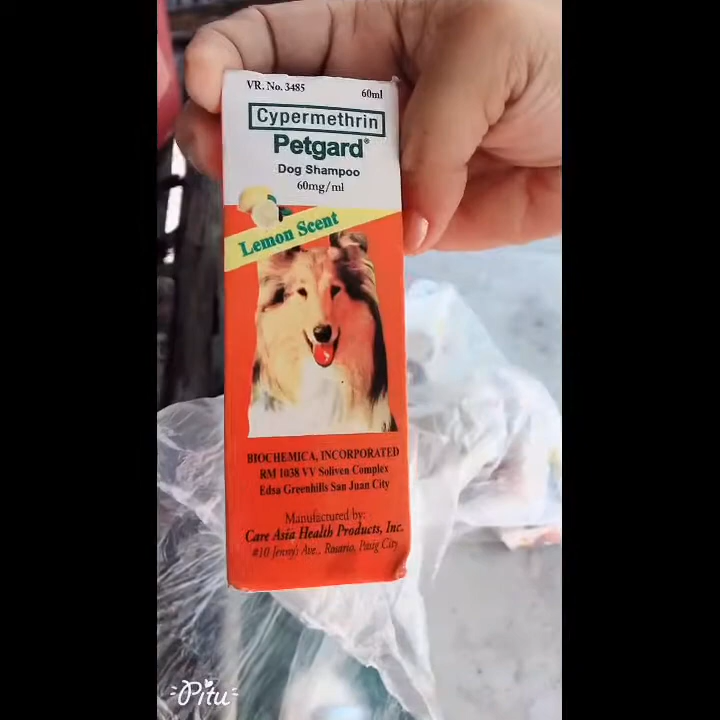 VR. No. 3485
60ml
Cypermethrin
Petgard®
Dog Shampoo
60mg/ml
Lemon Scent
BIOCHEMICA, INCORPORATED
RM 1038 VV Soliven Complex
Edsa Greenhills San Juan City
Manufactured by:
Care Asia Health Products, Inc.
#10 Jenny's Ave., Rosario, Pasig City
Pitu